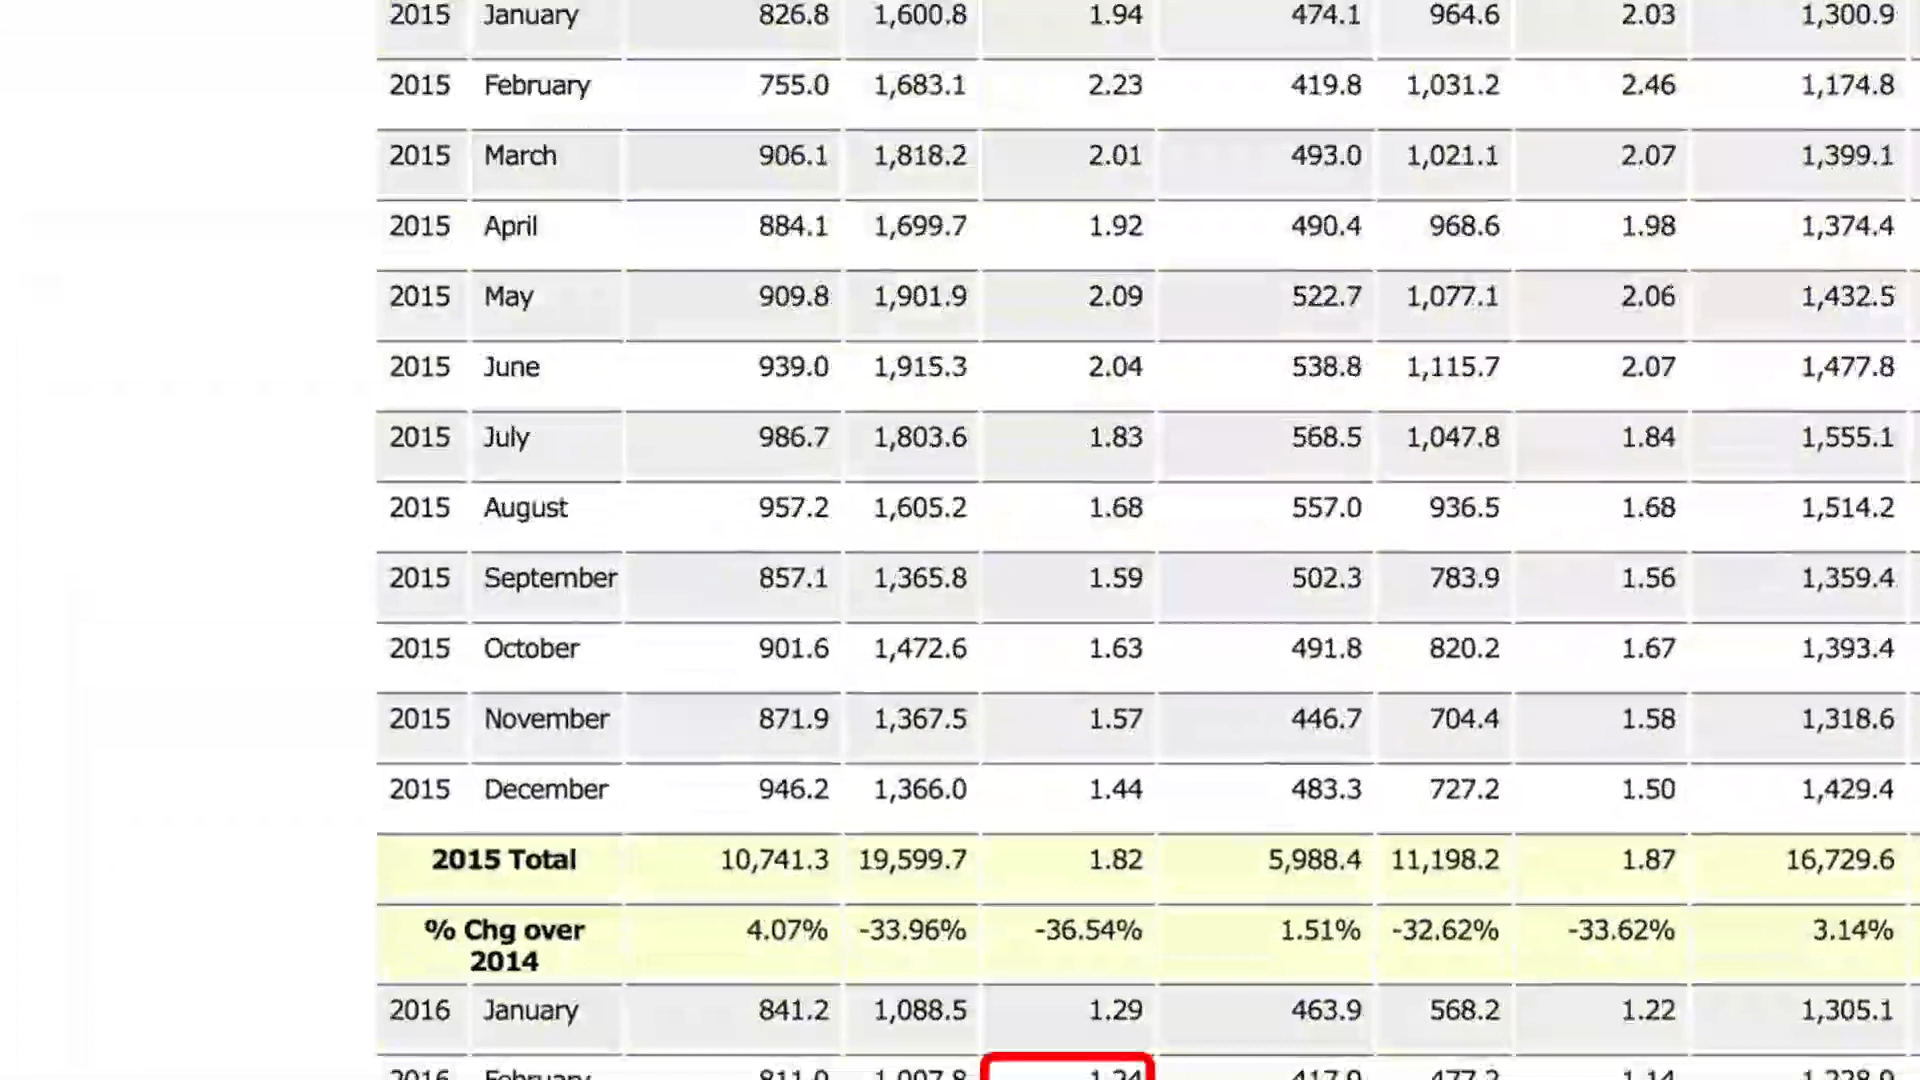 2015 January 826.8 1,600.8 1.94 474.1 964.6 2.03 1,300.9
2015 February 755.0 1,683.1 2.23 419.8 1,031.2 2.46 1,174.8
2015 March 906.1 1,818.2 2.01 493.0 1,021.1 2.07 1,399.1
2015 April 884.1 1,699.7 1.92 490.4 968.6 1.98 1,374.4
2015 May 909.8 1,901.9 2.09 522.7 1,077.1 2.06 1,432.5
2015 June 939.0 1,915.3 2.04 538.8 1,115.7 2.07 1,477.8
2015 July 986.7 1,803.6 1.83 568.5 1,047.8 1.84 1,555.1
2015 August 957.2 1,605.2 1.68 557.0 936.5 1.68 1,514.2
2015 September 857.1 1,365.8 1.59 502.3 783.9 1.56 1,359.4
2015 October 901.6 1,472.6 1.63 491.8 820.2 1.67 1,393.4
2015 November 871.9 1,367.5 1.57 446.7 704.4 1.58 1,318.6
2015 December 946.2 1,366.0 1.44 483.3 727.2 1.50 1,429.4
2015 Total 10,741.3 19,599.7 1.82 5,988.4 11,198.2 1.87 16,729.6
% Chg over 4.07% -33.96% -36.54% 1.51% -32.62% -33.62% 3.14%
2014
2016 January 841.2 1,088.5 1.29 463.9 568.2 1.22 1,305.1
2016 February 1.24